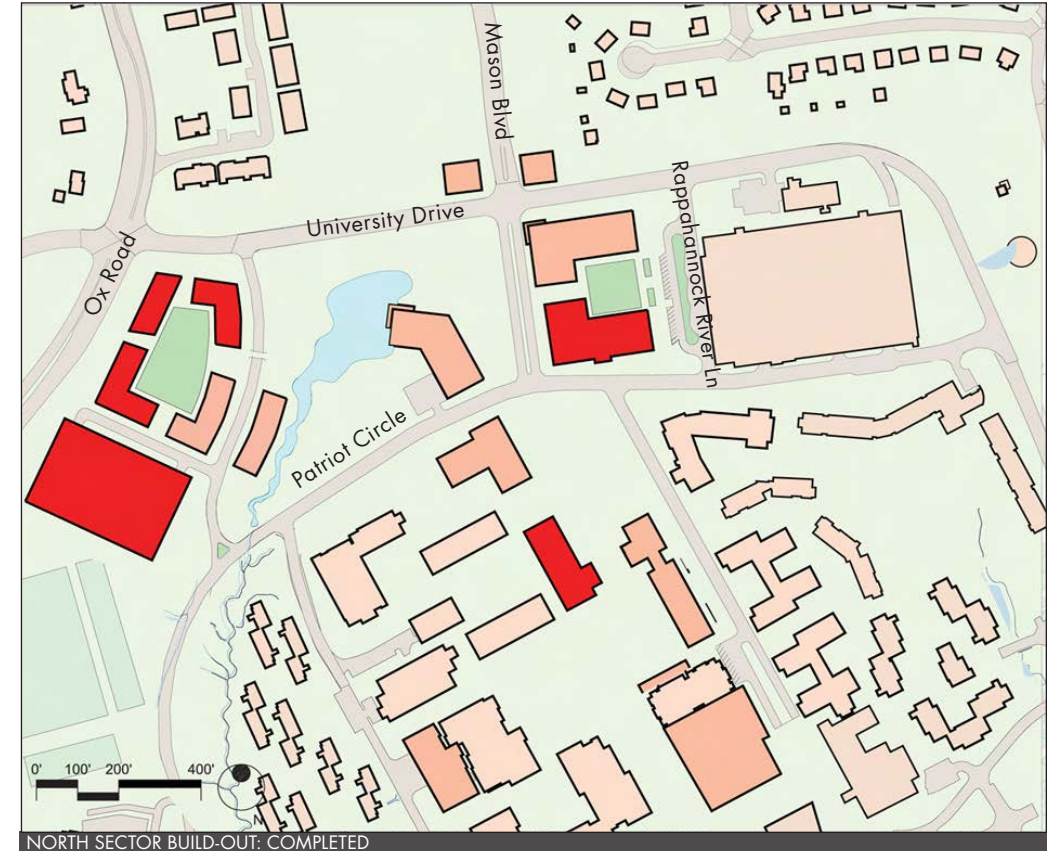 Mason Blvd
Rappahannock River Ln
University Drive
Ox Road
Patriot Circle
0' 100' 200' 400'
N
NORTH SECTOR BUILD-OUT: COMPLETED